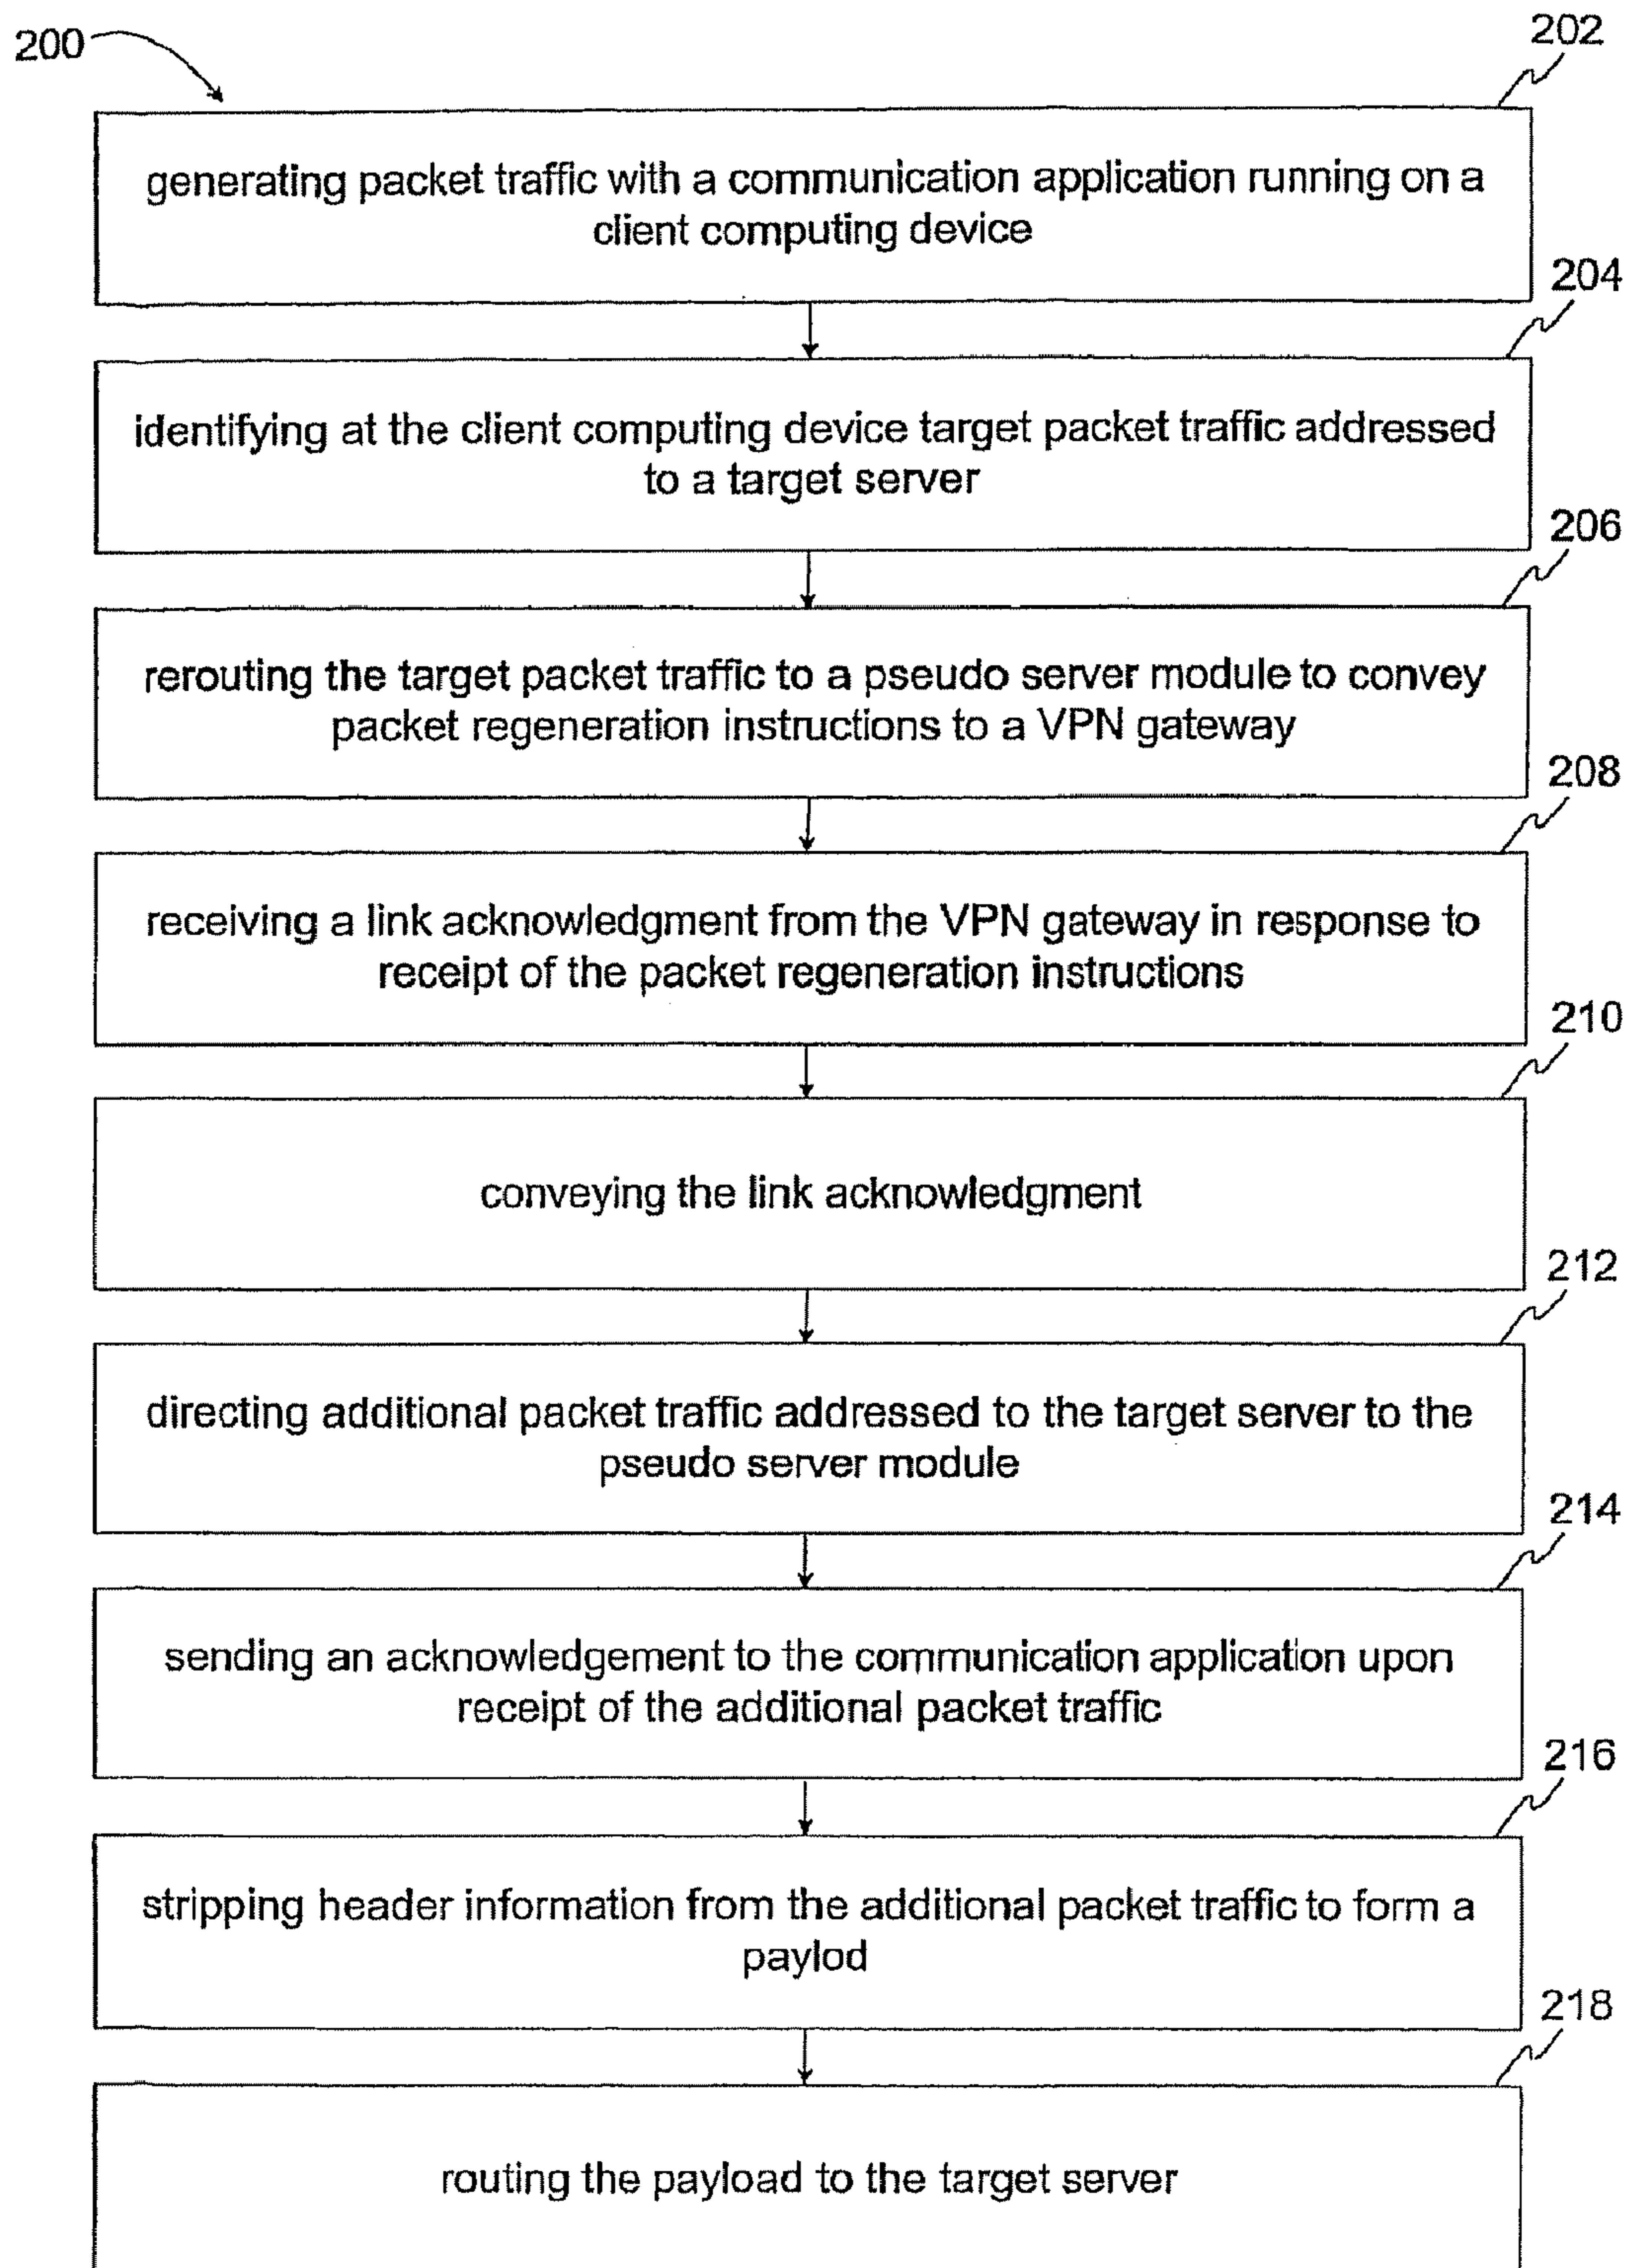 200
202
generating packet traffic with a communication application running on a
client computing device
204
identifying at the client computing device target packet traffic addressed
to a target server
206
rerouting the target packet traffic to a pseudo server module to convey
packet regeneration instructions to a VPN gateway
208
receiving a link acknowledgment from the VPN gateway in response to
receipt of the packet regeneration instructions
210
conveying the link acknowledgment
212
directing additional packet traffic addressed to the target server to the
pseudo server module
214
sending an acknowledgement to the communication application upon
receipt of the additional packet traffic
216
stripping header information from the additional packet traffic to form a
paylod
218
routing the payload to the target server